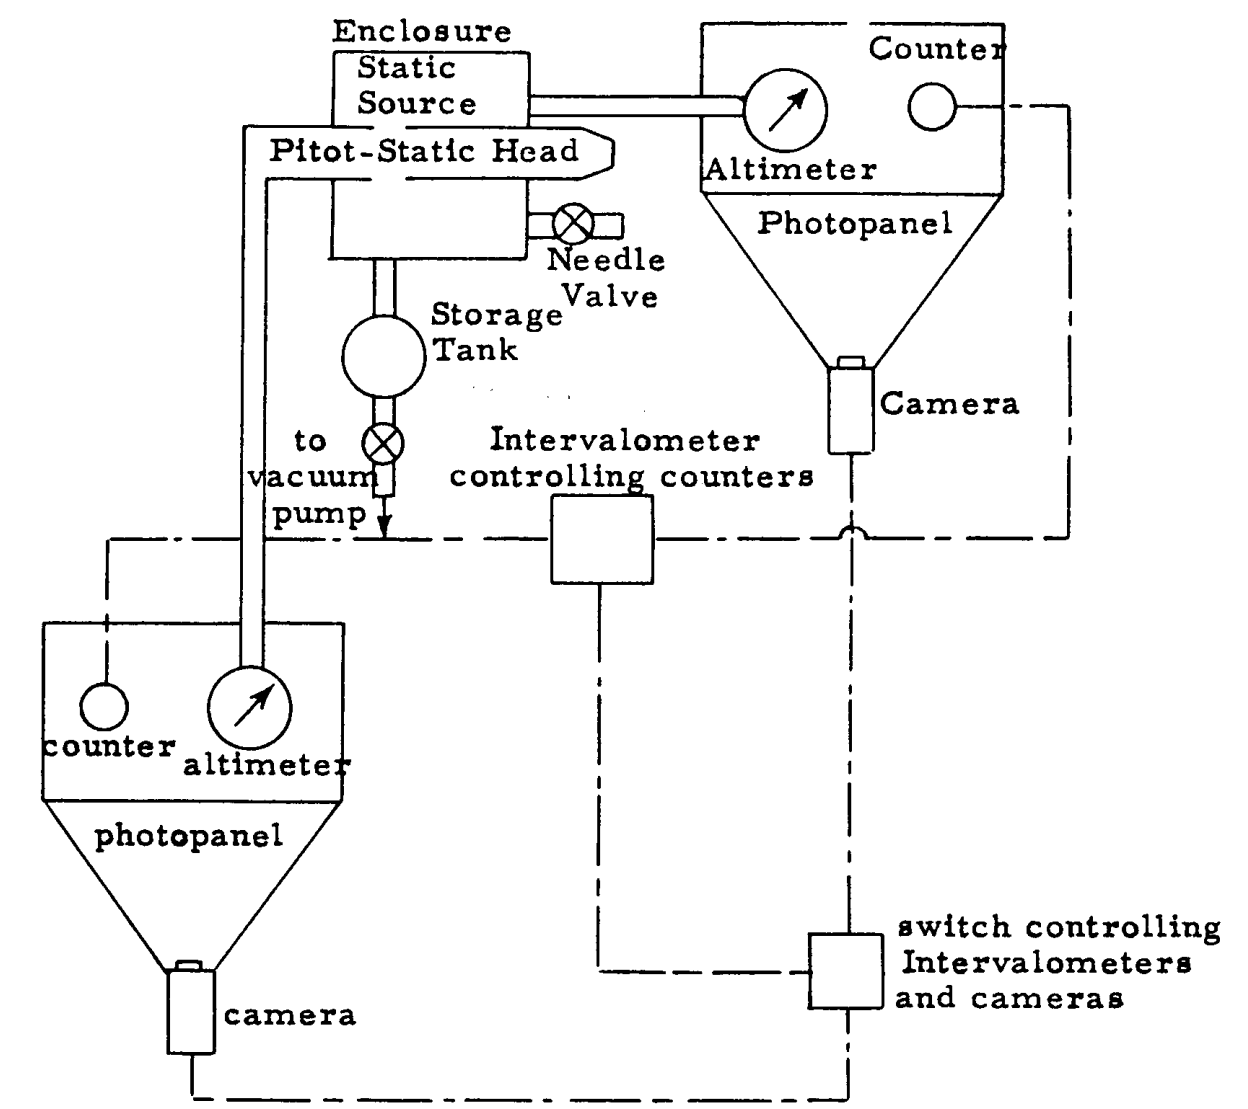 Enclosure
Static
Source
Pitot-Static Head
Counter
Altimeter
Photopanel
Needle
Valve
Storage
Tank
Camera
to
vacuum
pump
Intervalometer
controlling counters
counter
altimeter
photopanel
camera
switch controlling
Intervalometers
and cameras